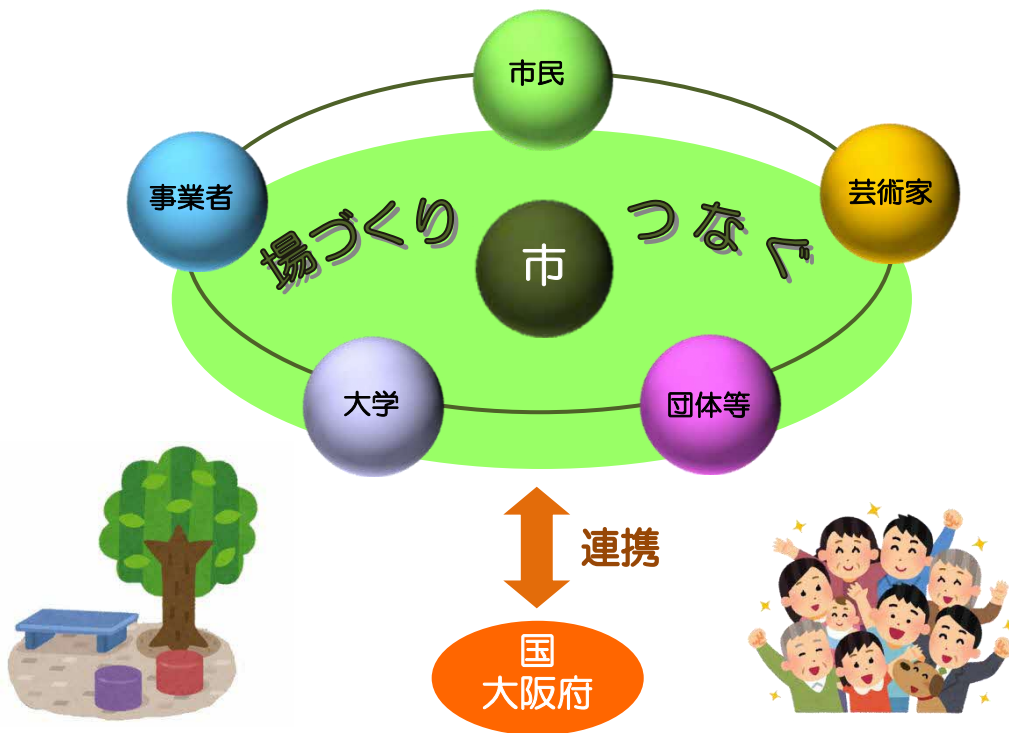 市民
事業者
芸術家
場づくり
つなぐ
市
大学
団体等
連携
国
大阪府